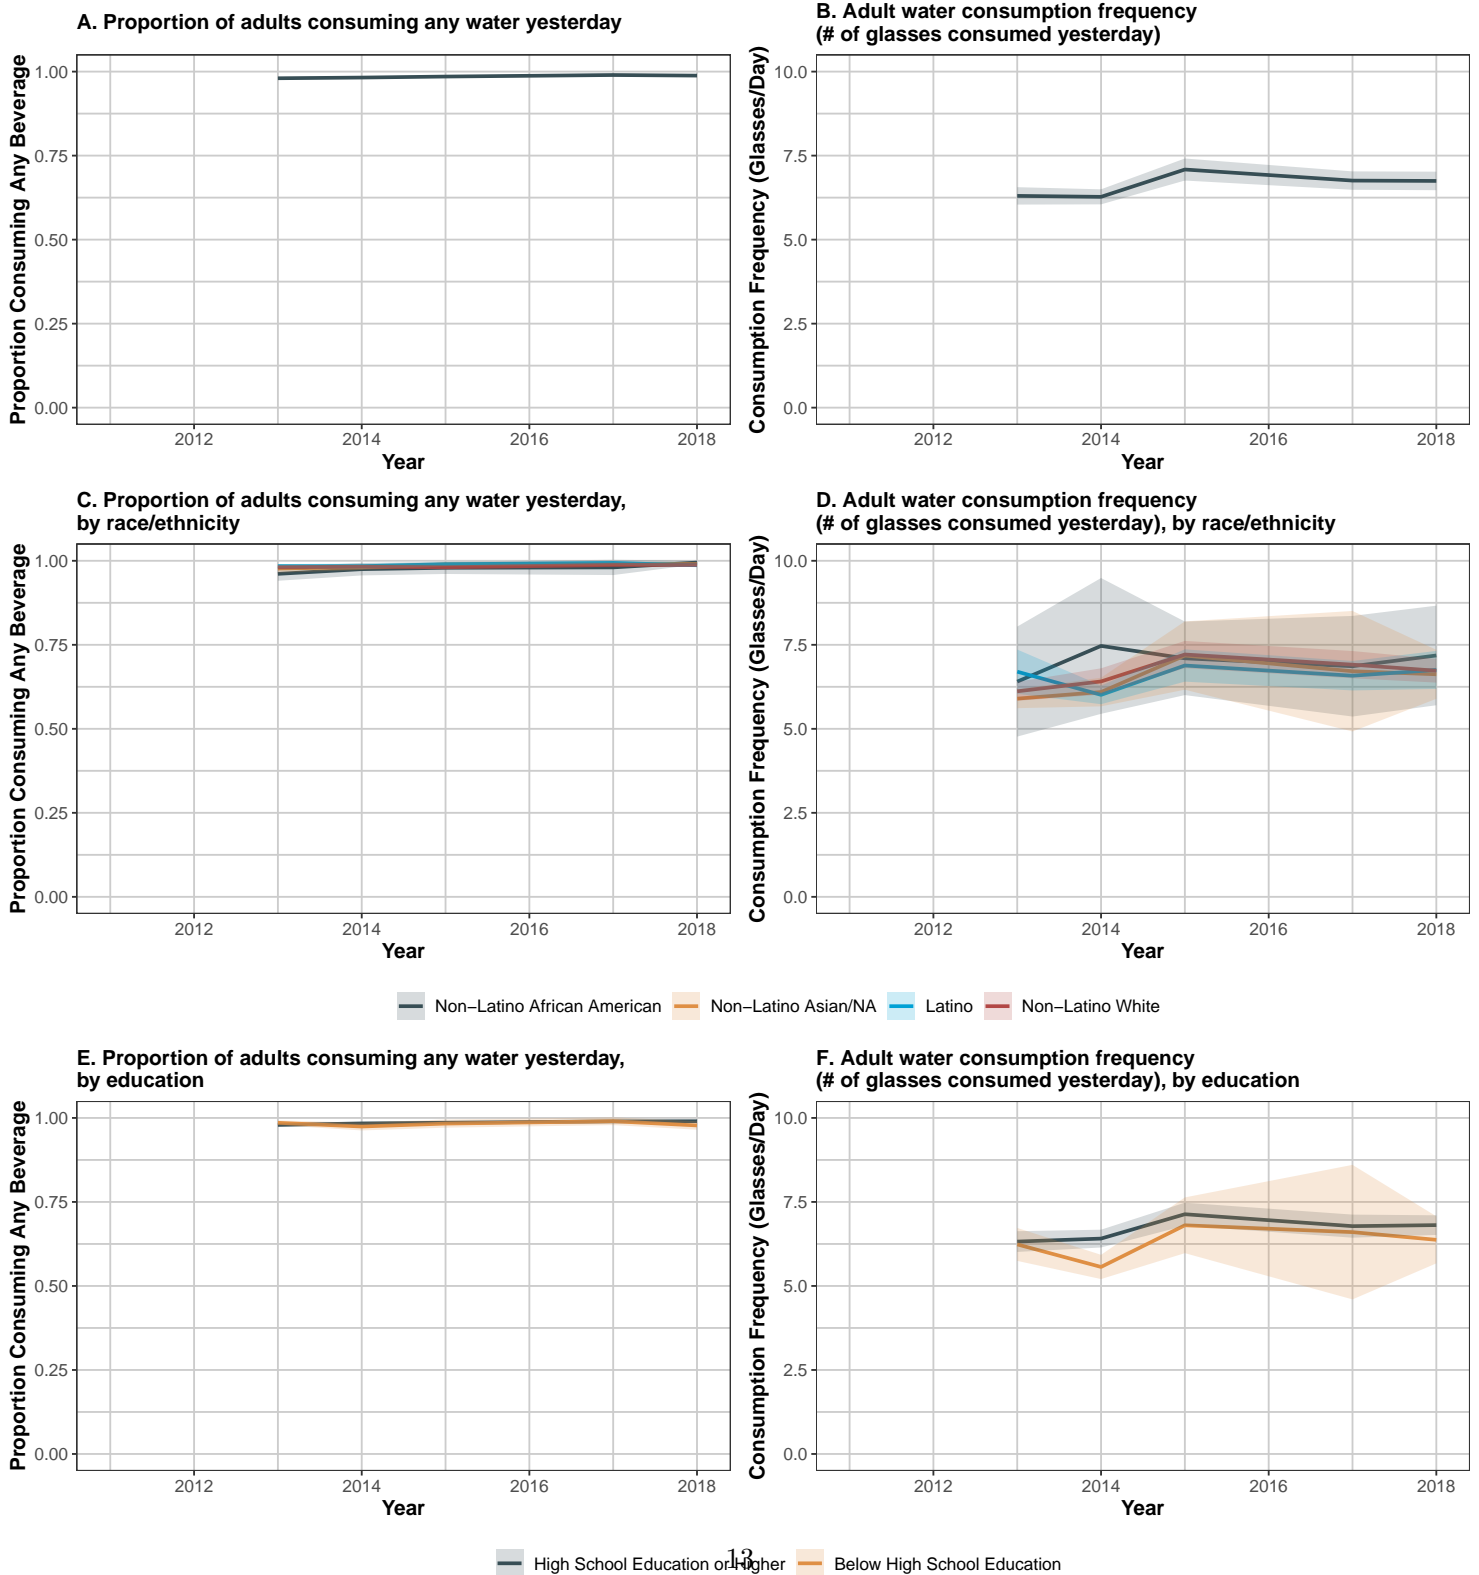 A. Proportion of adults consuming any water yesterday
Proportion Consuming Any Beverage
1.00
0.75
0.50
0.25
0.00
2012 2014 2016 2018
Year
B. Adult water consumption frequency
(# of glasses consumed yesterday)
Consumption Frequency (Glasses/Day)
10.0
7.5
5.0
2.5
0.0
2012 2014 2016 2018
Year
C. Proportion of adults consuming any water yesterday,
by race/ethnicity
Proportion Consuming Any Beverage
1.00
0.75
0.50
0.25
0.00
2012 2014 2016 2018
Year
D. Adult water consumption frequency
(# of glasses consumed yesterday), by race/ethnicity
Consumption Frequency (Glasses/Day)
10.0
7.5
5.0
2.5
0.0
2012 2014 2016 2018
Year
Non−Latino African American Non−Latino Asian/NA Latino Non−Latino White
E. Proportion of adults consuming any water yesterday,
by education
Proportion Consuming Any Beverage
1.00
0.75
0.50
0.25
0.00
2012 2014 2016 2018
Year
F. Adult water consumption frequency
(# of glasses consumed yesterday), by education
Consumption Frequency (Glasses/Day)
10.0
7.5
5.0
2.5
0.0
2012 2014 2016 2018
Year
High School Education or Higher Below High School Education
13